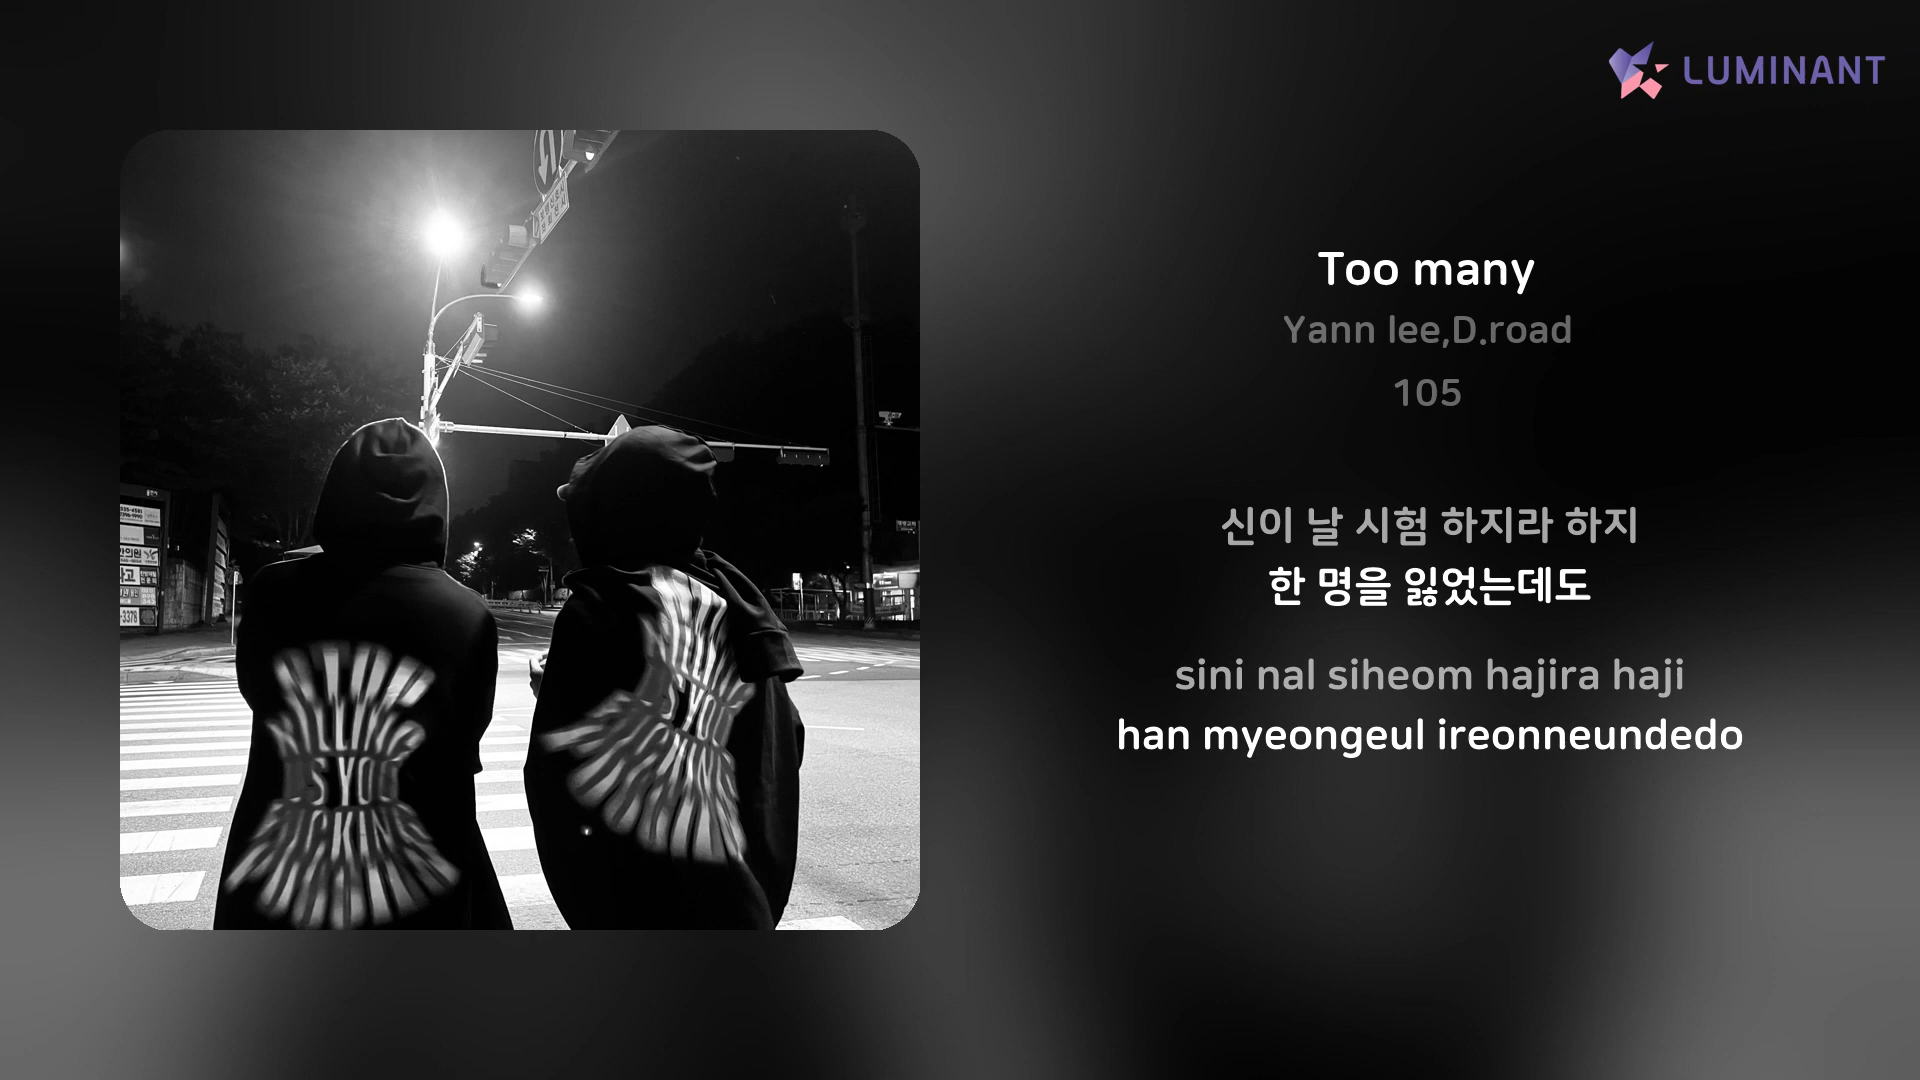 LUMINANT
Too many
Yann lee,D.road
105
신이 날 시험 하지라 하지
한 명을 잃었는데도
sini nal siheom hajira haji
han myeongeul ireonneundedo